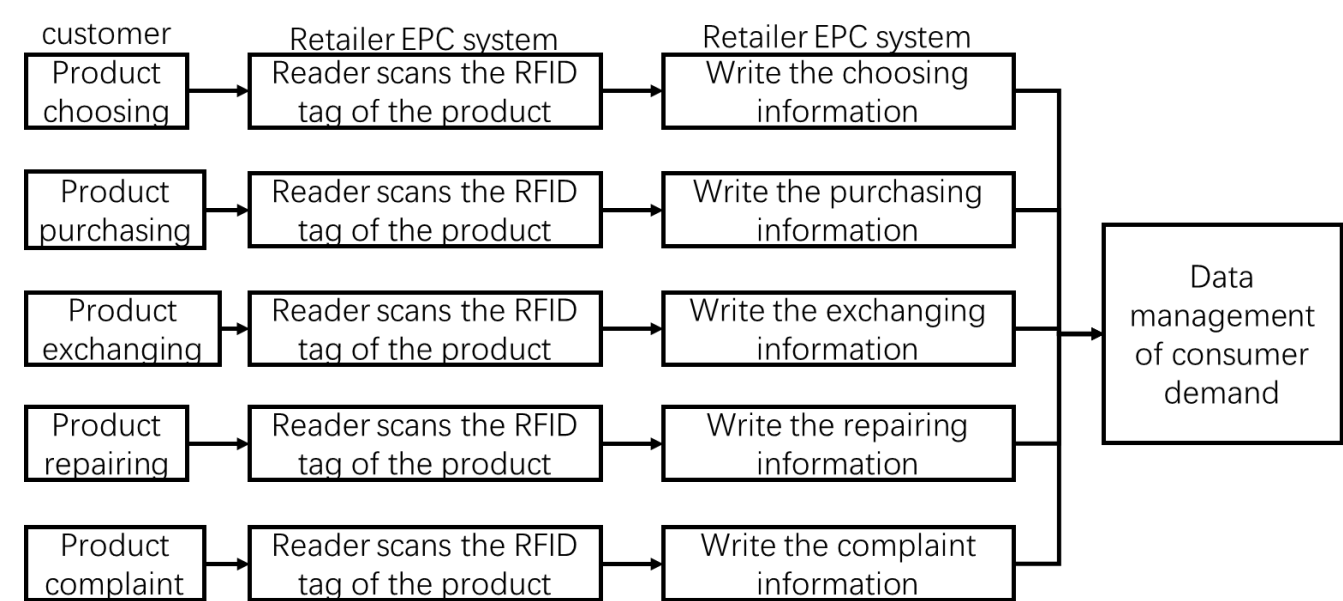 customer
Retailer EPC system
Retailer EPC system
Product
choosing
Reader scans the RFID
tag of the product
Write the choosing
information
Product
purchasing
Reader scans the RFID
tag of the product
Write the purchasing
information
Product
exchanging
Reader scans the RFID
tag of the product
Write the exchanging
information
Product
repairing
Reader scans the RFID
tag of the product
Write the repairing
information
Product
complaint
Reader scans the RFID
tag of the product
Write the complaint
information
Data
management
of consumer
demand